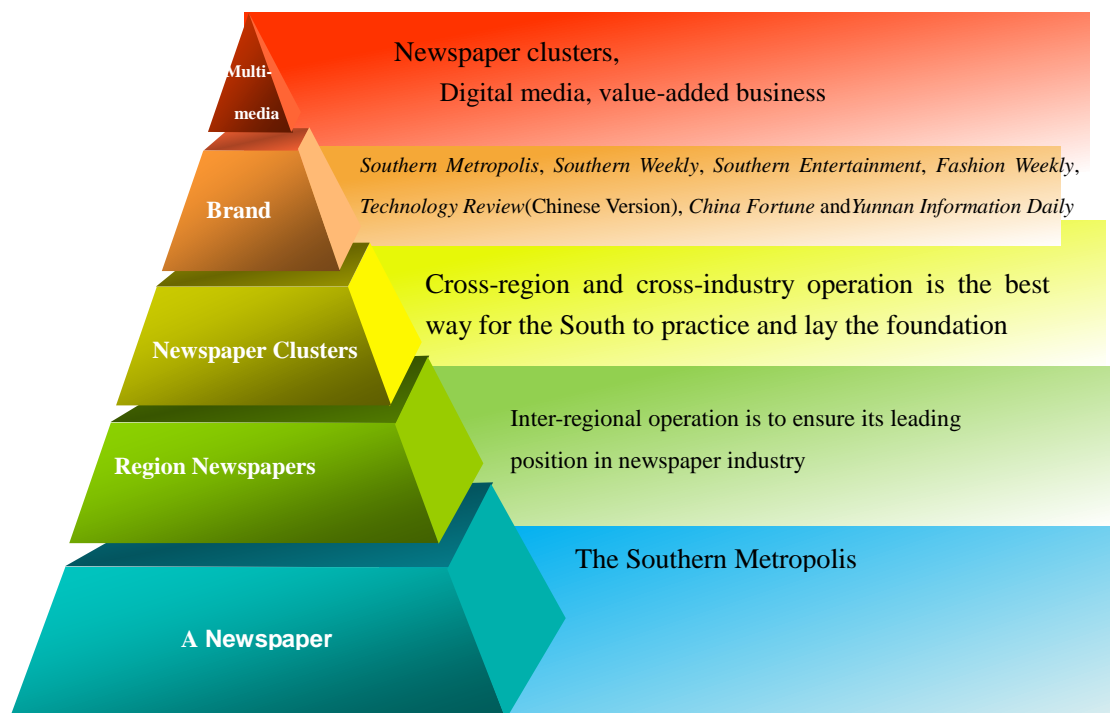 Multi-
media
Newspaper clusters,
Digital media, value-added business
Brand
Southern Metropolis, Southern Weekly, Southern Entertainment, Fashion Weekly,
Technology Review(Chinese Version), China Fortune andYunnan Information Daily
Newspaper Clusters
Cross-region and cross-industry operation is the best
way for the South to practice and lay the foundation
Region Newspapers
Inter-regional operation is to ensure its leading
position in newspaper industry
A Newspaper
The Southern Metropolis